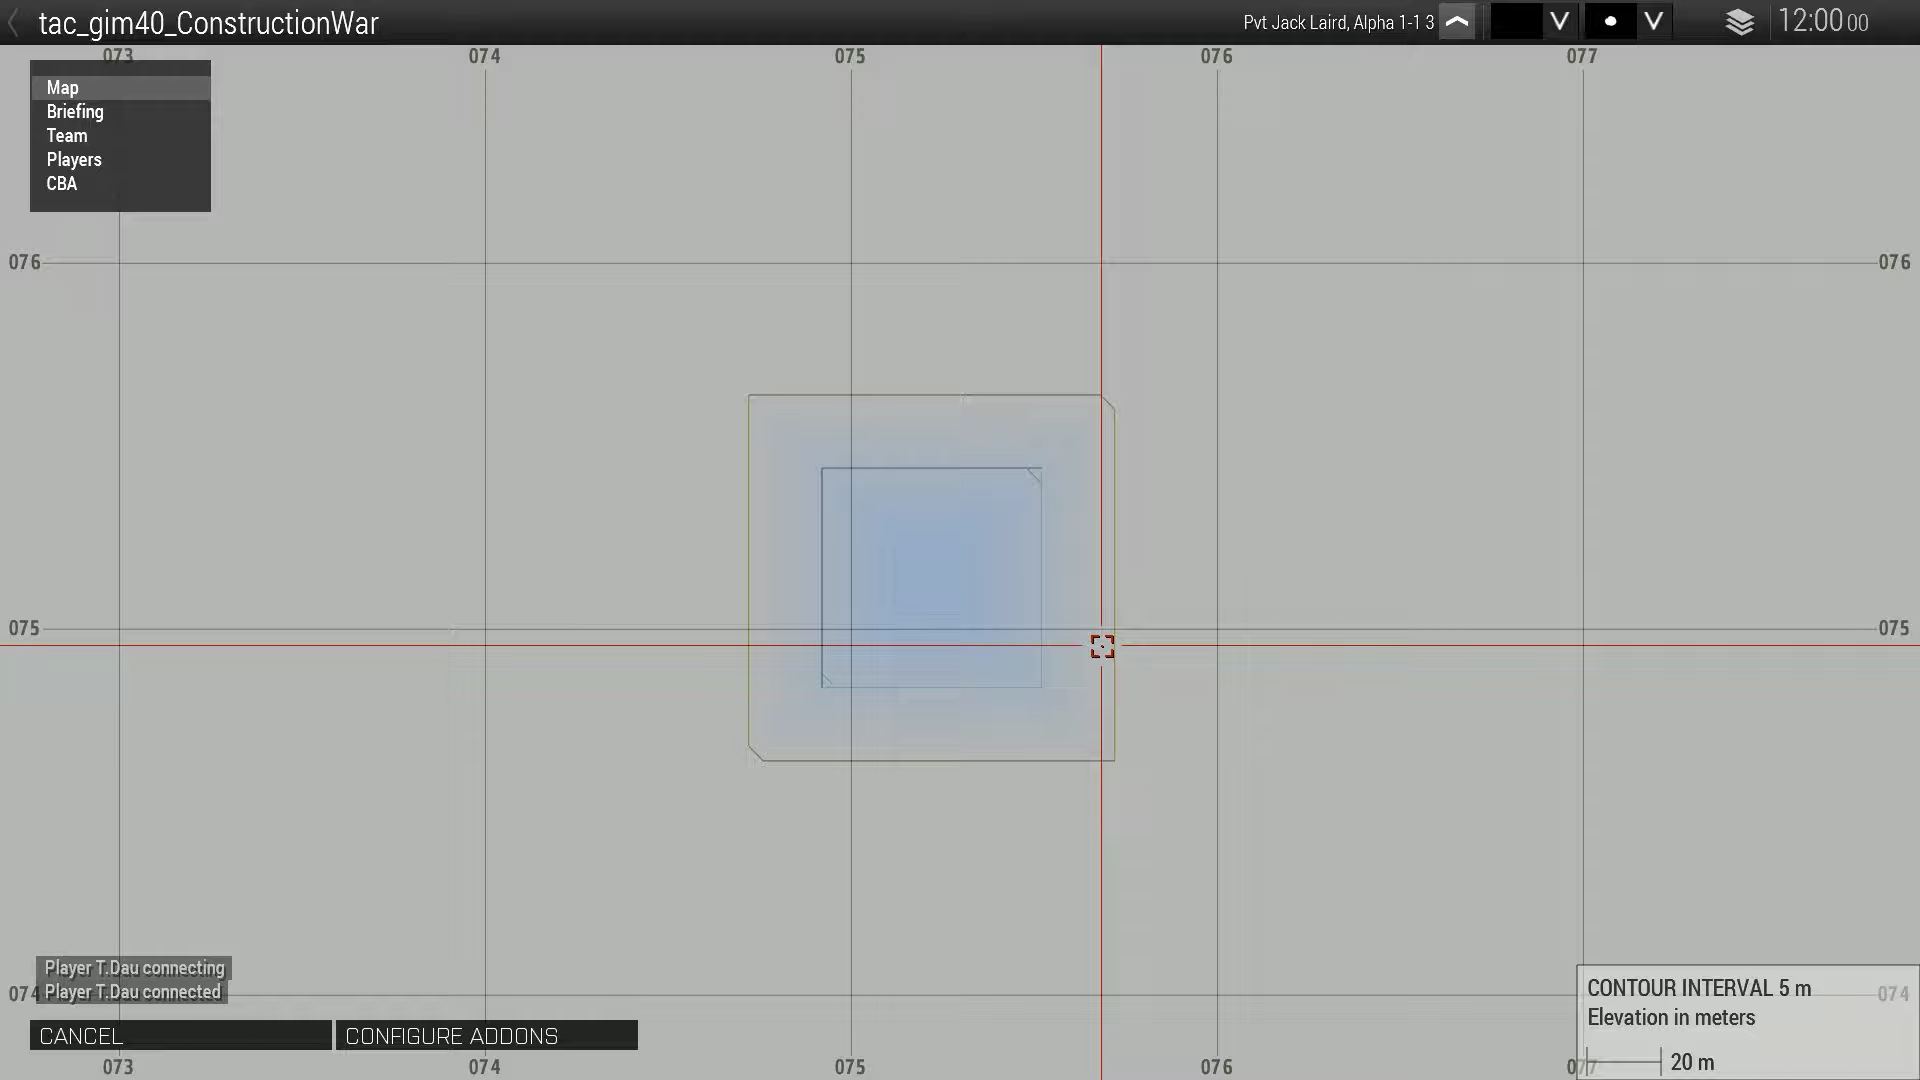 tac_gim40_ConstructionWar
Pvt Jack Laird, Alpha 1-1 3
12:00 00
073 074 075 076 077
Map
Briefing
Team
Players
CBA
076 076
075 075
Player T.Dau connecting
Player T.Dau connected
074 074
CONTOUR INTERVAL 5 m
Elevation in meters
CANCEL CONFIGURE ADDONS
20 m
073 074 075 076 077